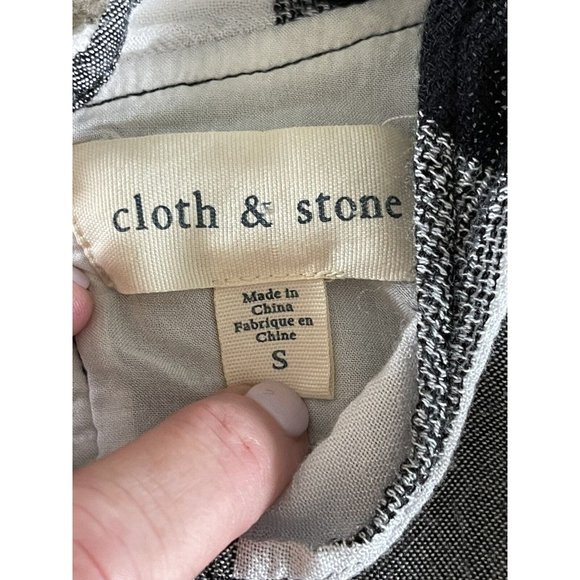 cloth & stone
Made in
China
Fabrique en
Chine
S